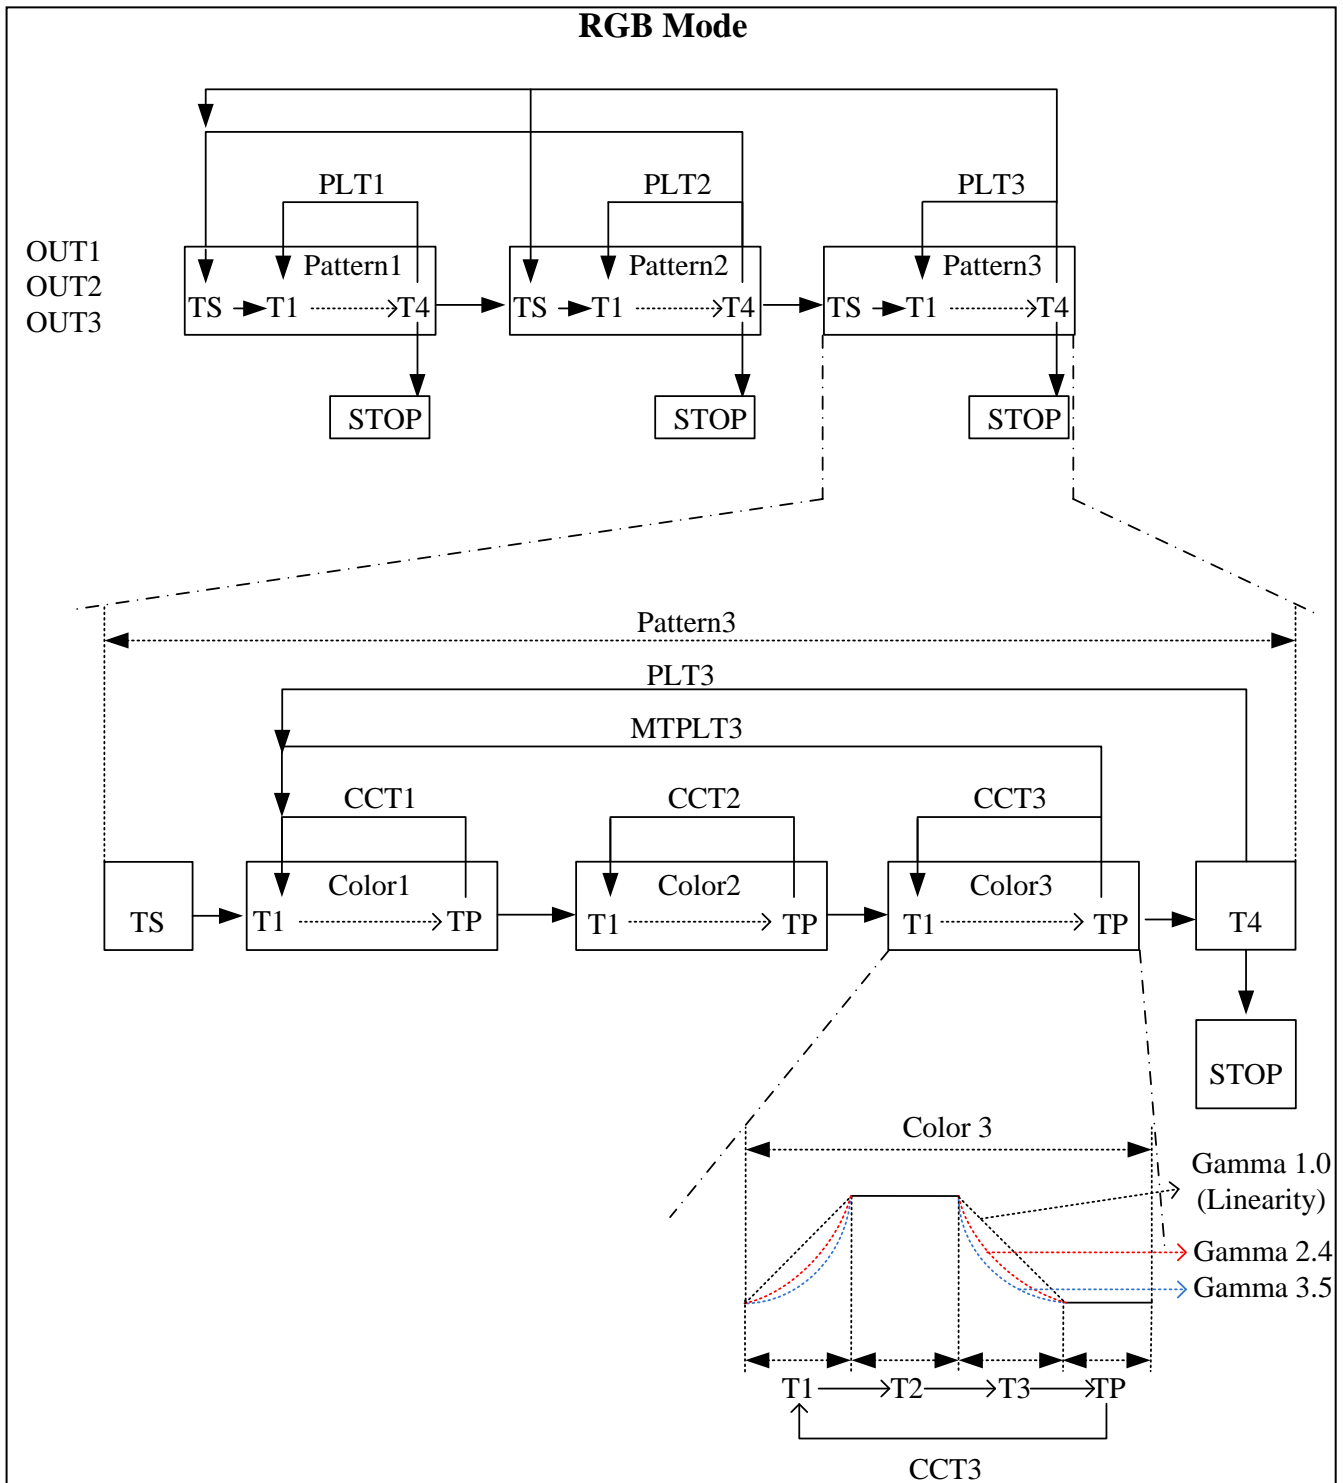 RGB Mode
PLT1 PLT2 PLT3
OUT1
OUT2
OUT3
Pattern1 Pattern2 Pattern3
TS T1 T4 TS T1 T4 TS T1 T4
STOP STOP STOP
Pattern3
PLT3
MTPLT3
CCT1 CCT2 CCT3
Color1 Color2 Color3
TS T1 TP T1 TP T1 TP T4
STOP
Color 3
Gamma 1.0
(Linearity)
Gamma 2.4
Gamma 3.5
T1 T2 T3 TP
CCT3